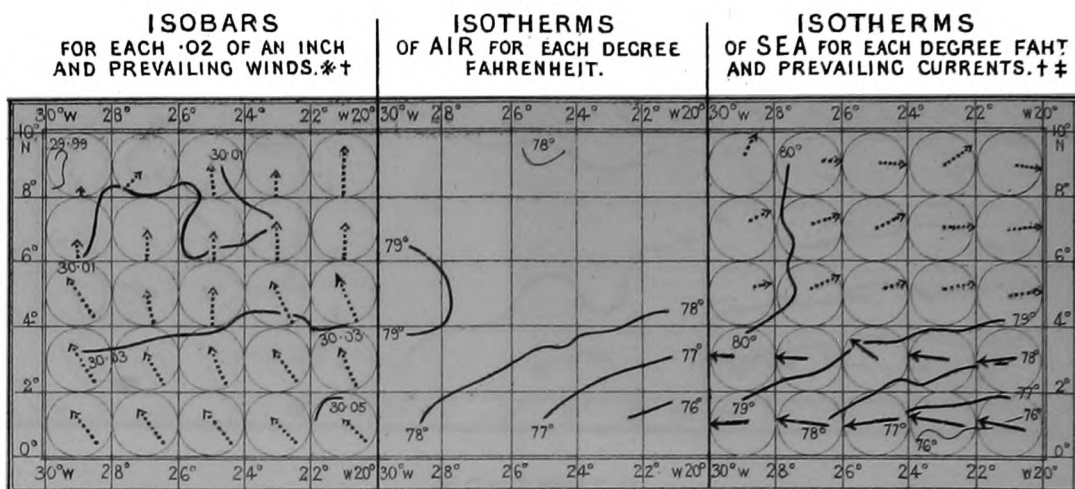 ISOBARS
FOR EACH ·02 OF AN INCH
AND PREVAILING WINDS.※†
ISOTHERMS
OF AIR FOR EACH DEGREE
FAHRENHEIT.
ISOTHERMS
OF SEA FOR EACH DEGREE FAHT
AND PREVAILING CURRENTS.†‡
30°W 28° 26° 24° 22° W20°
10° N
8°
6°
4°
2°
0°
29·99
30·01
30·01
30·03
30·03
30·05
30°W 28° 26° 24° 22° W20°
30°W 28° 26° 24° 22° W20°
78°
79°
79°
78°
77°
76°
78°
77°
30°W 28° 26° 24° 22° W20°
30°W 28° 26° 24° 22° W20°
10° N
8°
6°
4°
2°
0°
80°
80°
79°
78°
77°
76°
79°
78°
77°
76°
30°W 28° 26° 24° 22° W20°